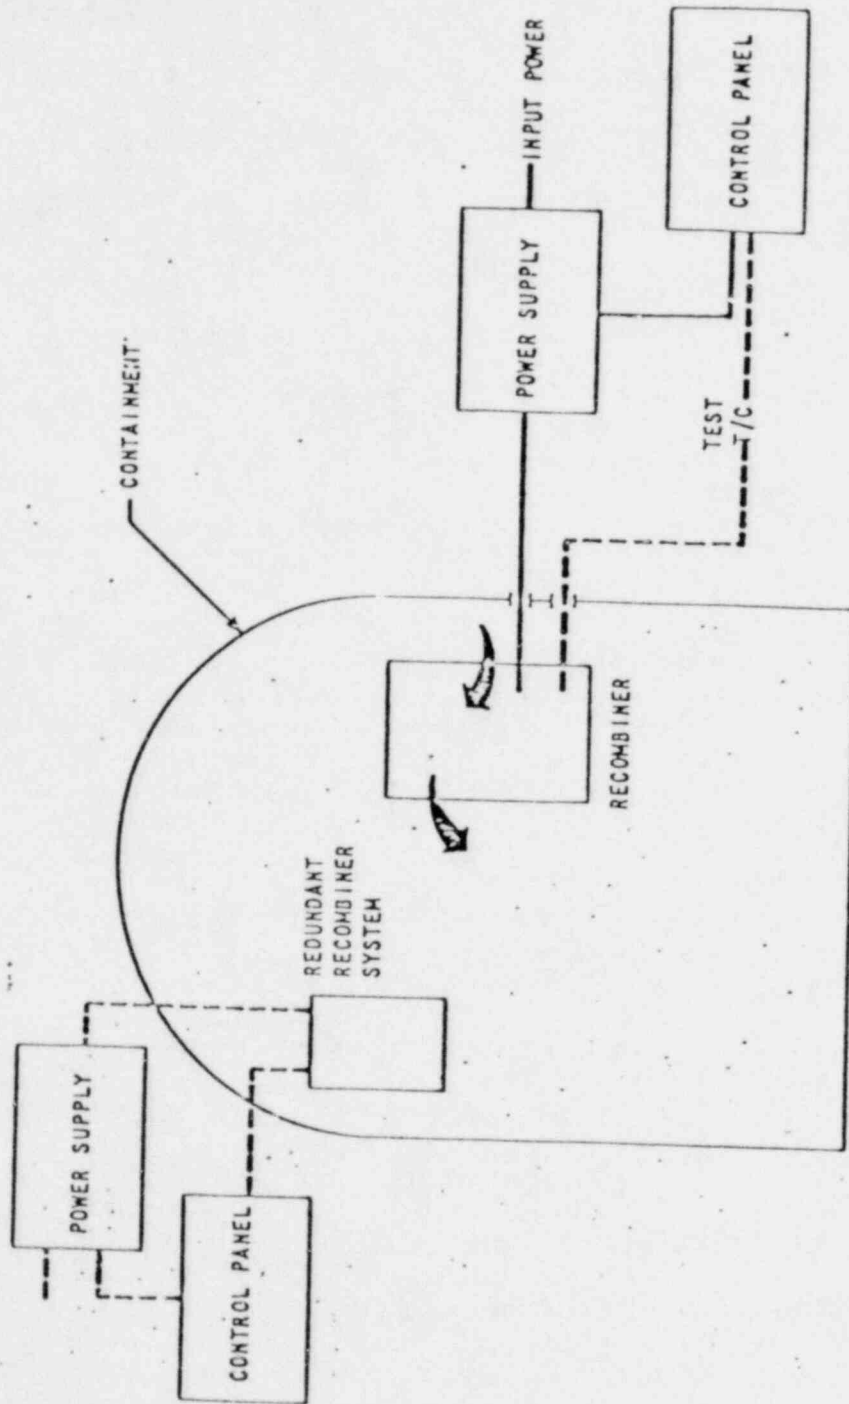 CONTAINMENT
POWER SUPPLY
CONTROL PANEL
REDUNDANT
RECOMBINER
SYSTEM
RECOMBINER
POWER SUPPLY
INPUT POWER
TEST
T/C
CONTROL PANEL